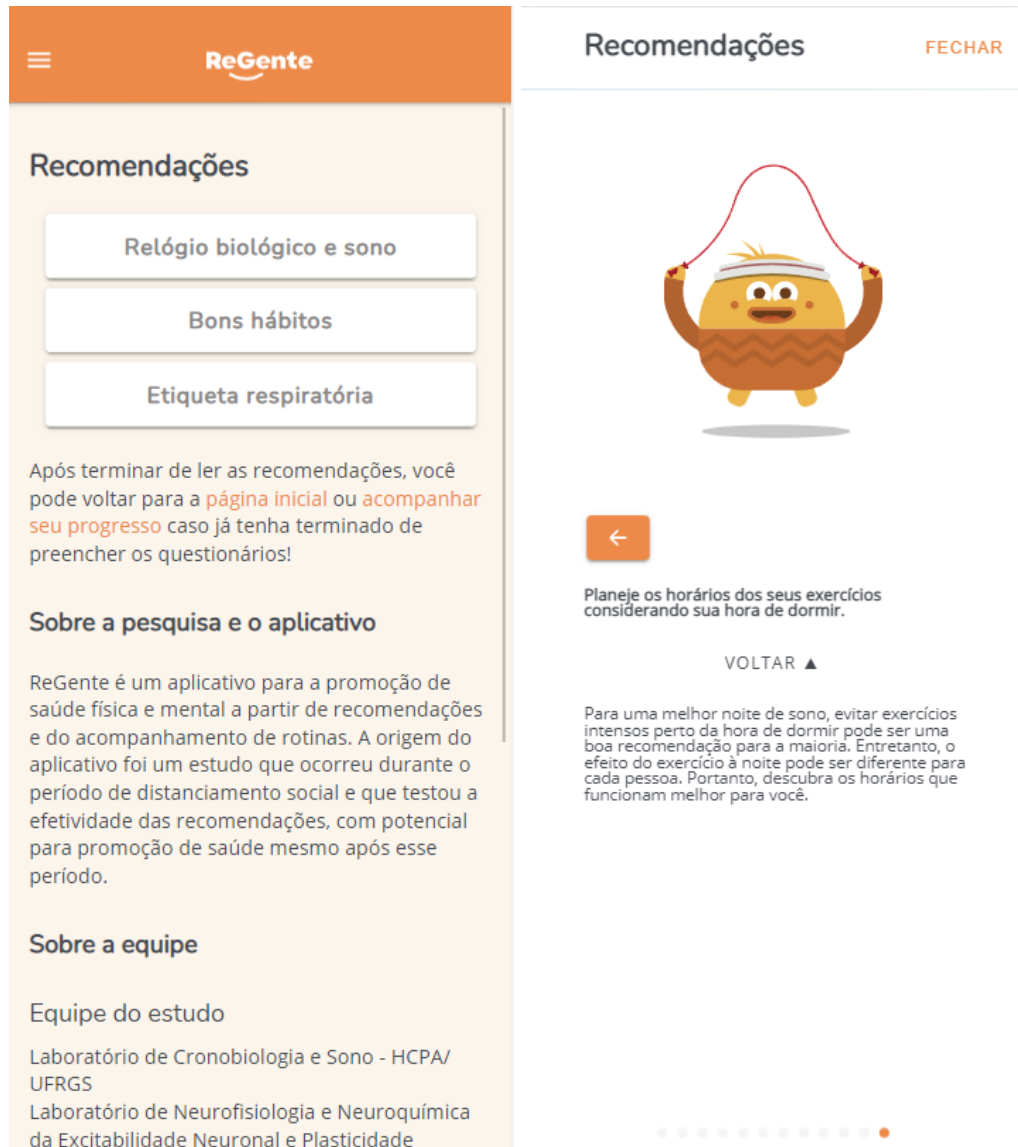 ReGente
Recomendações
Relógio biológico e sono
Bons hábitos
Etiqueta respiratória
Após terminar de ler as recomendações, você
pode voltar para a página inicial ou acompanhar
seu progresso caso já tenha terminado de
preencher os questionários!
Sobre a pesquisa e o aplicativo
ReGente é um aplicativo para a promoção de
saúde física e mental a partir de recomendações
e do acompanhamento de rotinas. A origem do
aplicativo foi um estudo que ocorreu durante o
período de distanciamento social e que testou a
efetividade das recomendações, com potencial
para promoção de saúde mesmo após esse
período.
Sobre a equipe
Equipe do estudo
Laboratório de Cronobiologia e Sono - HCPA/
UFRGS
Laboratório de Neurofisiologia e Neuroquímica
da Excitabilidade Neuronal e Plasticidade
Recomendações
FECHAR
Planeje os horários dos seus exercícios
considerando sua hora de dormir.
VOLTAR ▲
Para uma melhor noite de sono, evitar exercícios
intensos perto da hora de dormir pode ser uma
boa recomendação para a maioria. Entretanto, o
efeito do exercício à noite pode ser diferente para
cada pessoa. Portanto, descubra os horários que
funcionam melhor para você.